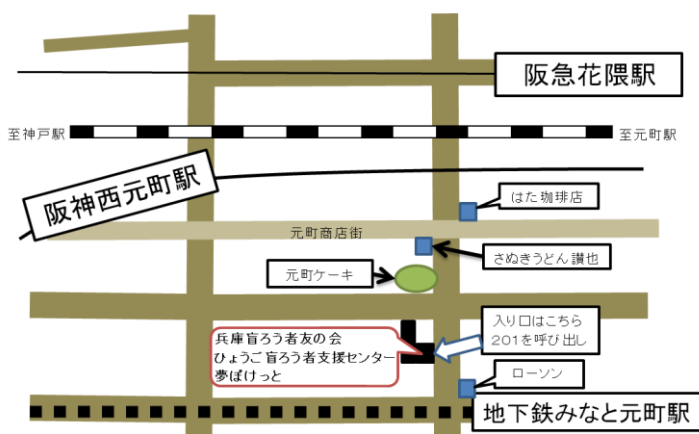 阪急花隈駅
至神戸駅
至元町駅
阪神西元町駅
はた珈琲店
元町商店街
さぬきうどん讃也
元町ケーキ
入り口はこちら
201を呼び出し
兵庫盲ろう者友の会
ひょうご盲ろう者支援センター
夢ぽけっと
ローソン
地下鉄みなと元町駅